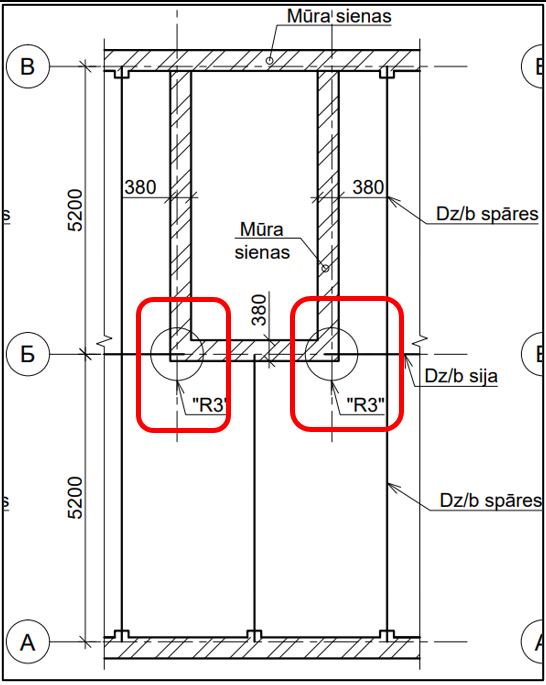 Mūra sienas
В
380
380
5200
Dz/b spāres
Mūra
sienas
380
Б
Dz/b sija
"R3"
"R3"
5200
Dz/b spāres
А